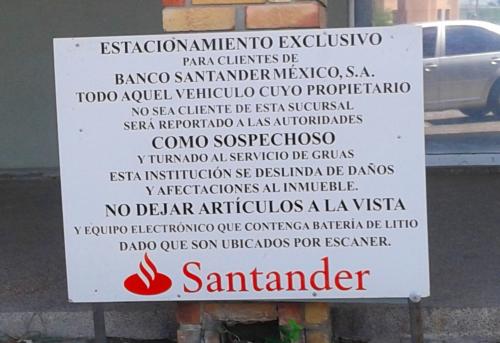 ESTACIONAMIENTO EXCLUSIVO
PARA CLIENTES DE
BANCO SANTANDER MÉXICO, S.A.
TODO AQUEL VEHICULO CUYO PROPIETARIO
NO SEA CLIENTE DE ESTA SUCURSAL
SERÁ REPORTADO A LAS AUTORIDADES
COMO SOSPECHOSO
Y TURNADO AL SERVICIO DE GRUAS
ESTA INSTITUCIÓN SE DESLINDA DE DAÑOS
Y AFECTACIONES AL INMUEBLE.
NO DEJAR ARTÍCULOS A LA VISTA
Y EQUIPO ELECTRÓNICO QUE CONTENGA BATERÍA DE LITIO
DADO QUE SON UBICADOS POR ESCANER.
Santander